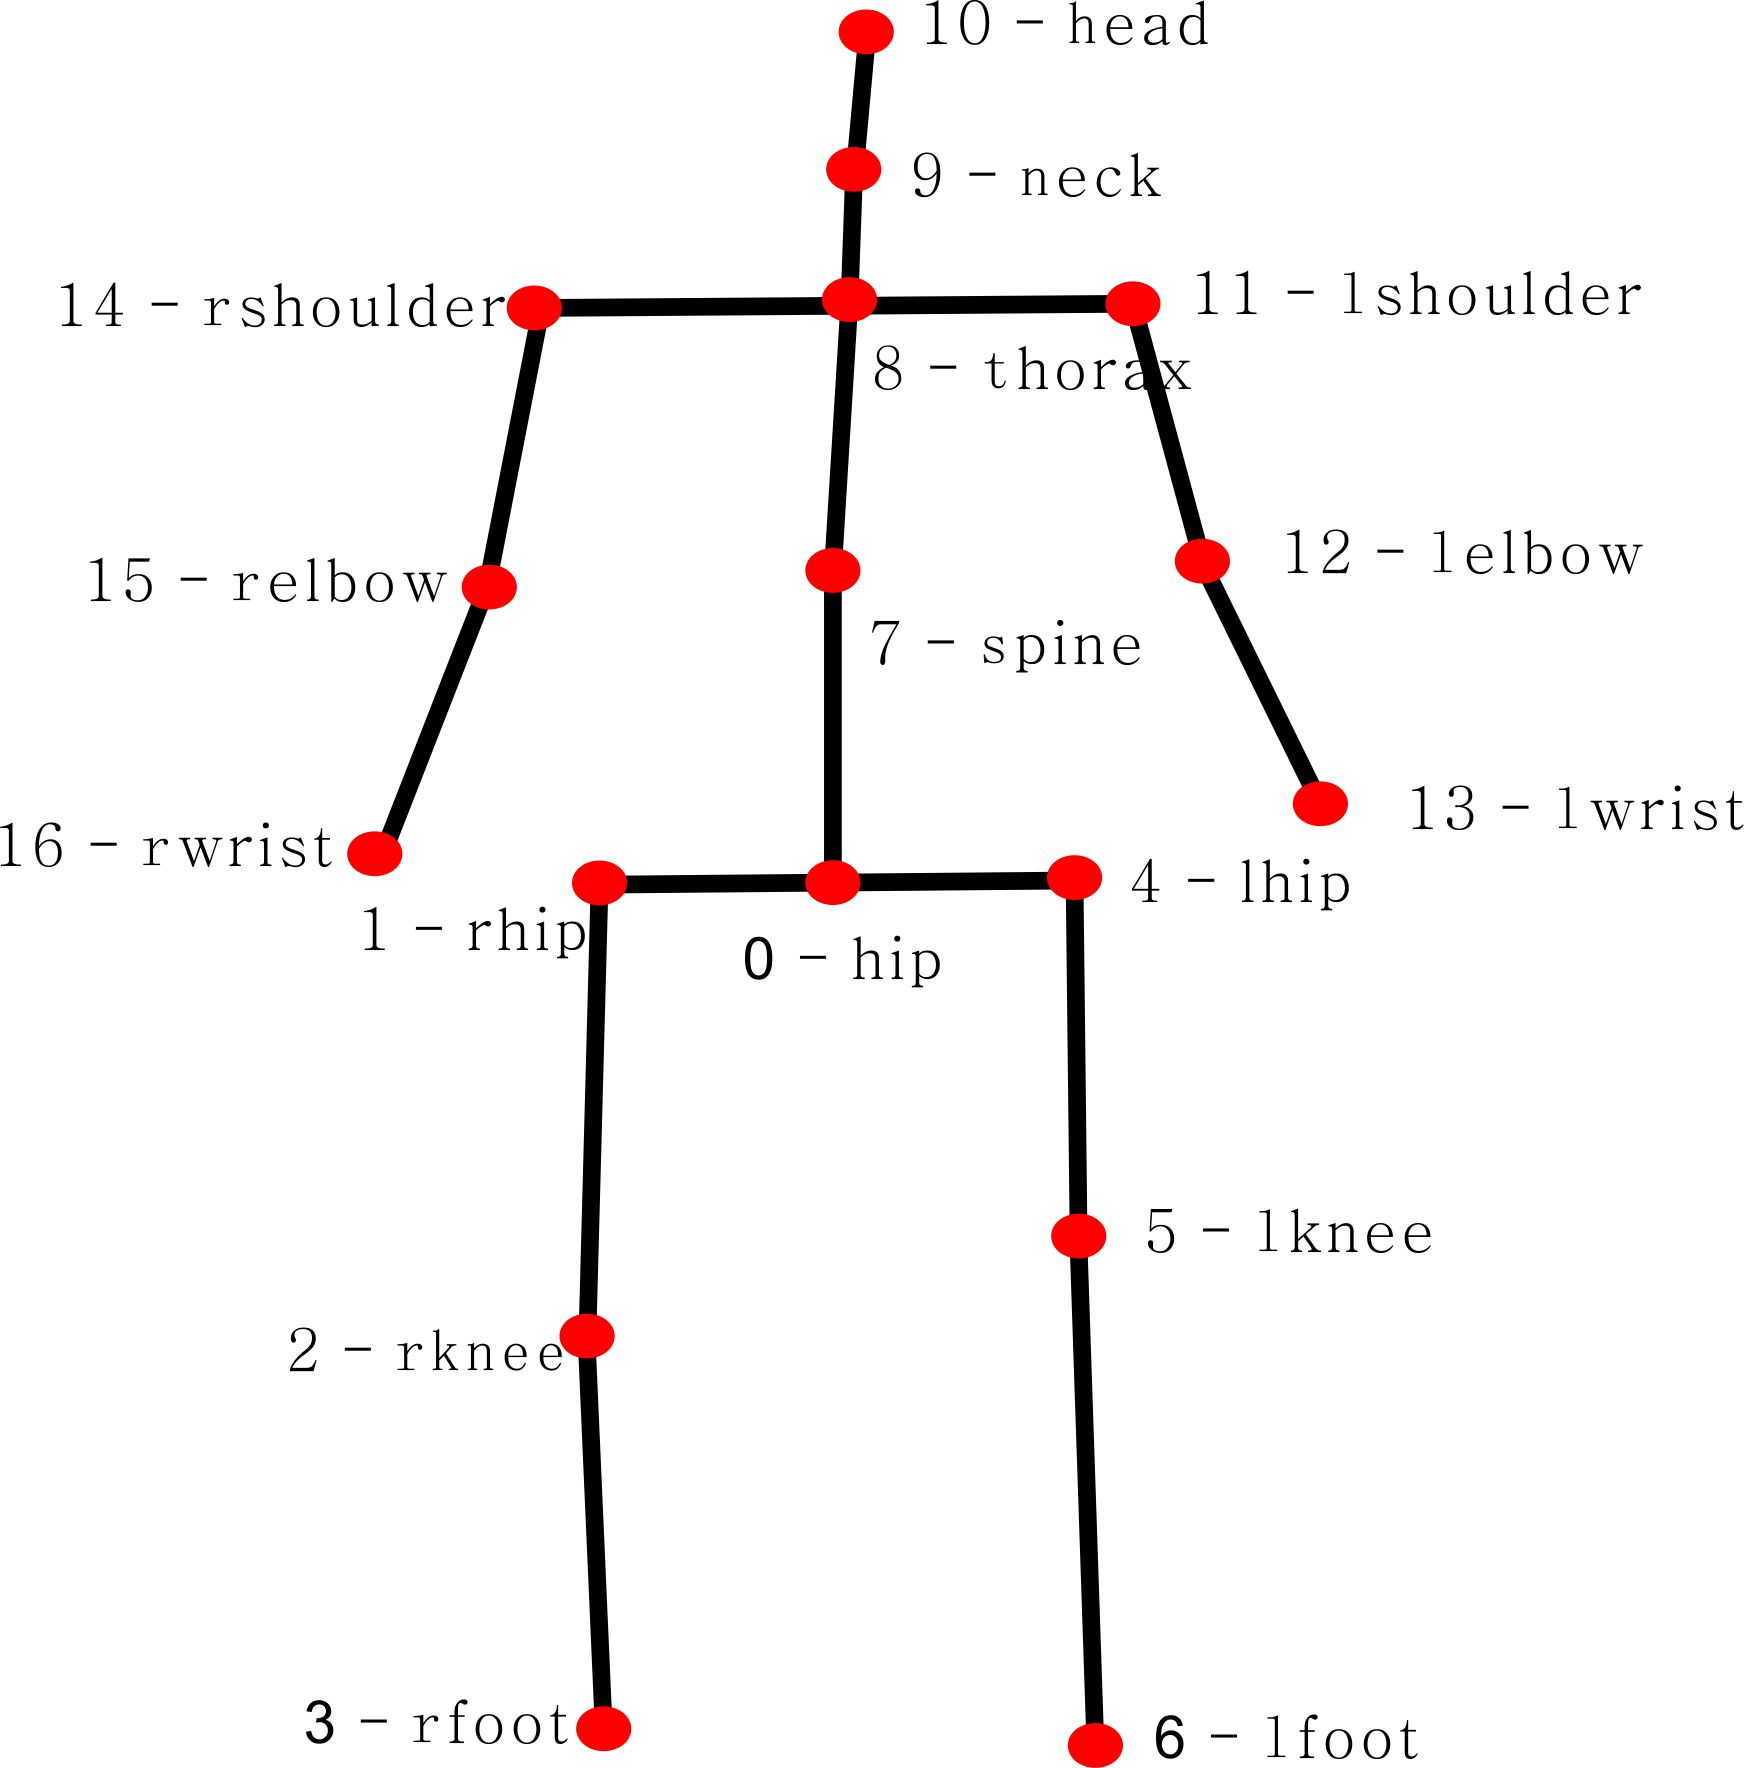 10 - head
9 - neck
14 - rshoulder
11 - lshoulder
8 - thorax
15 - relbow
12 - lelbow
7 - spine
16 - rwrist
13 - lwrist
1 - rhip
4 - lhip
0 - hip
5 - lknee
2 - rknee
3 - rfoot
6 - lfoot